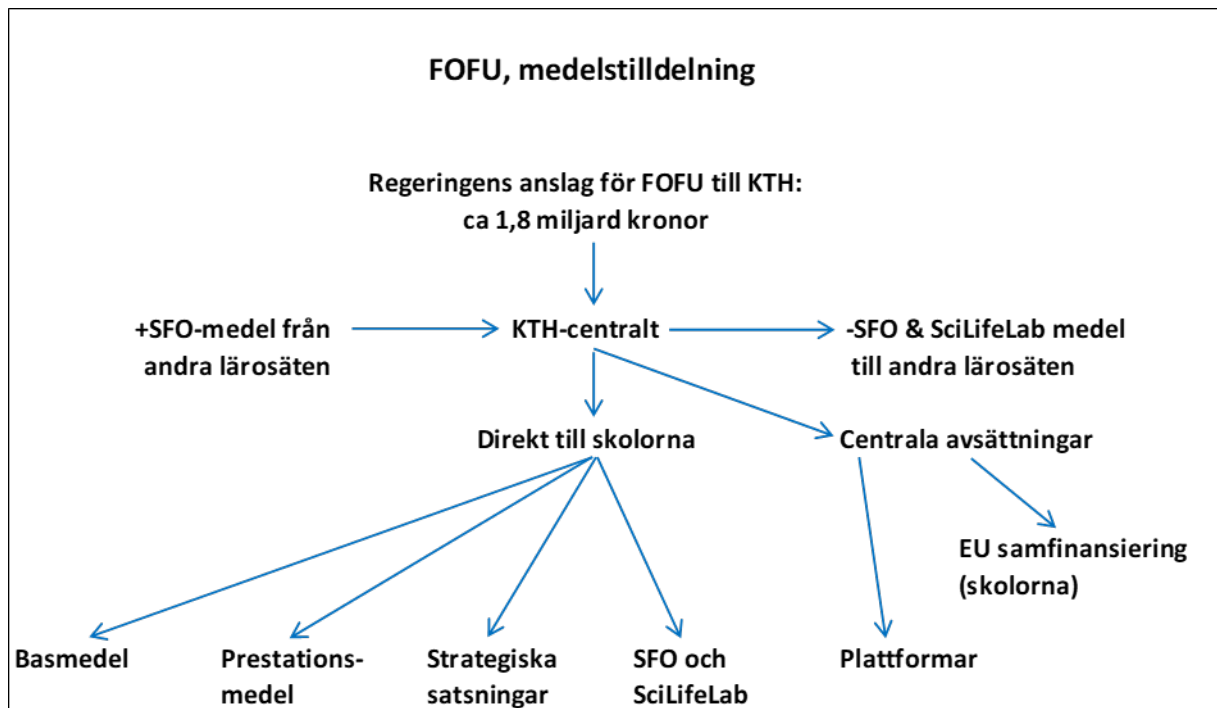 FOFU, medelstilldelning
Regeringens anslag för FOFU till KTH:
ca 1,8 miljard kronor
+SFO-medel från
andra lärosäten
KTH-centralt
-SFO & SciLifeLab medel
till andra lärosäten
Direkt till skolorna
Centrala avsättningar
EU samfinansiering
(skolorna)
Basmedel
Prestations-
medel
Strategiska
satsningar
SFO och
SciLifeLab
Plattformar